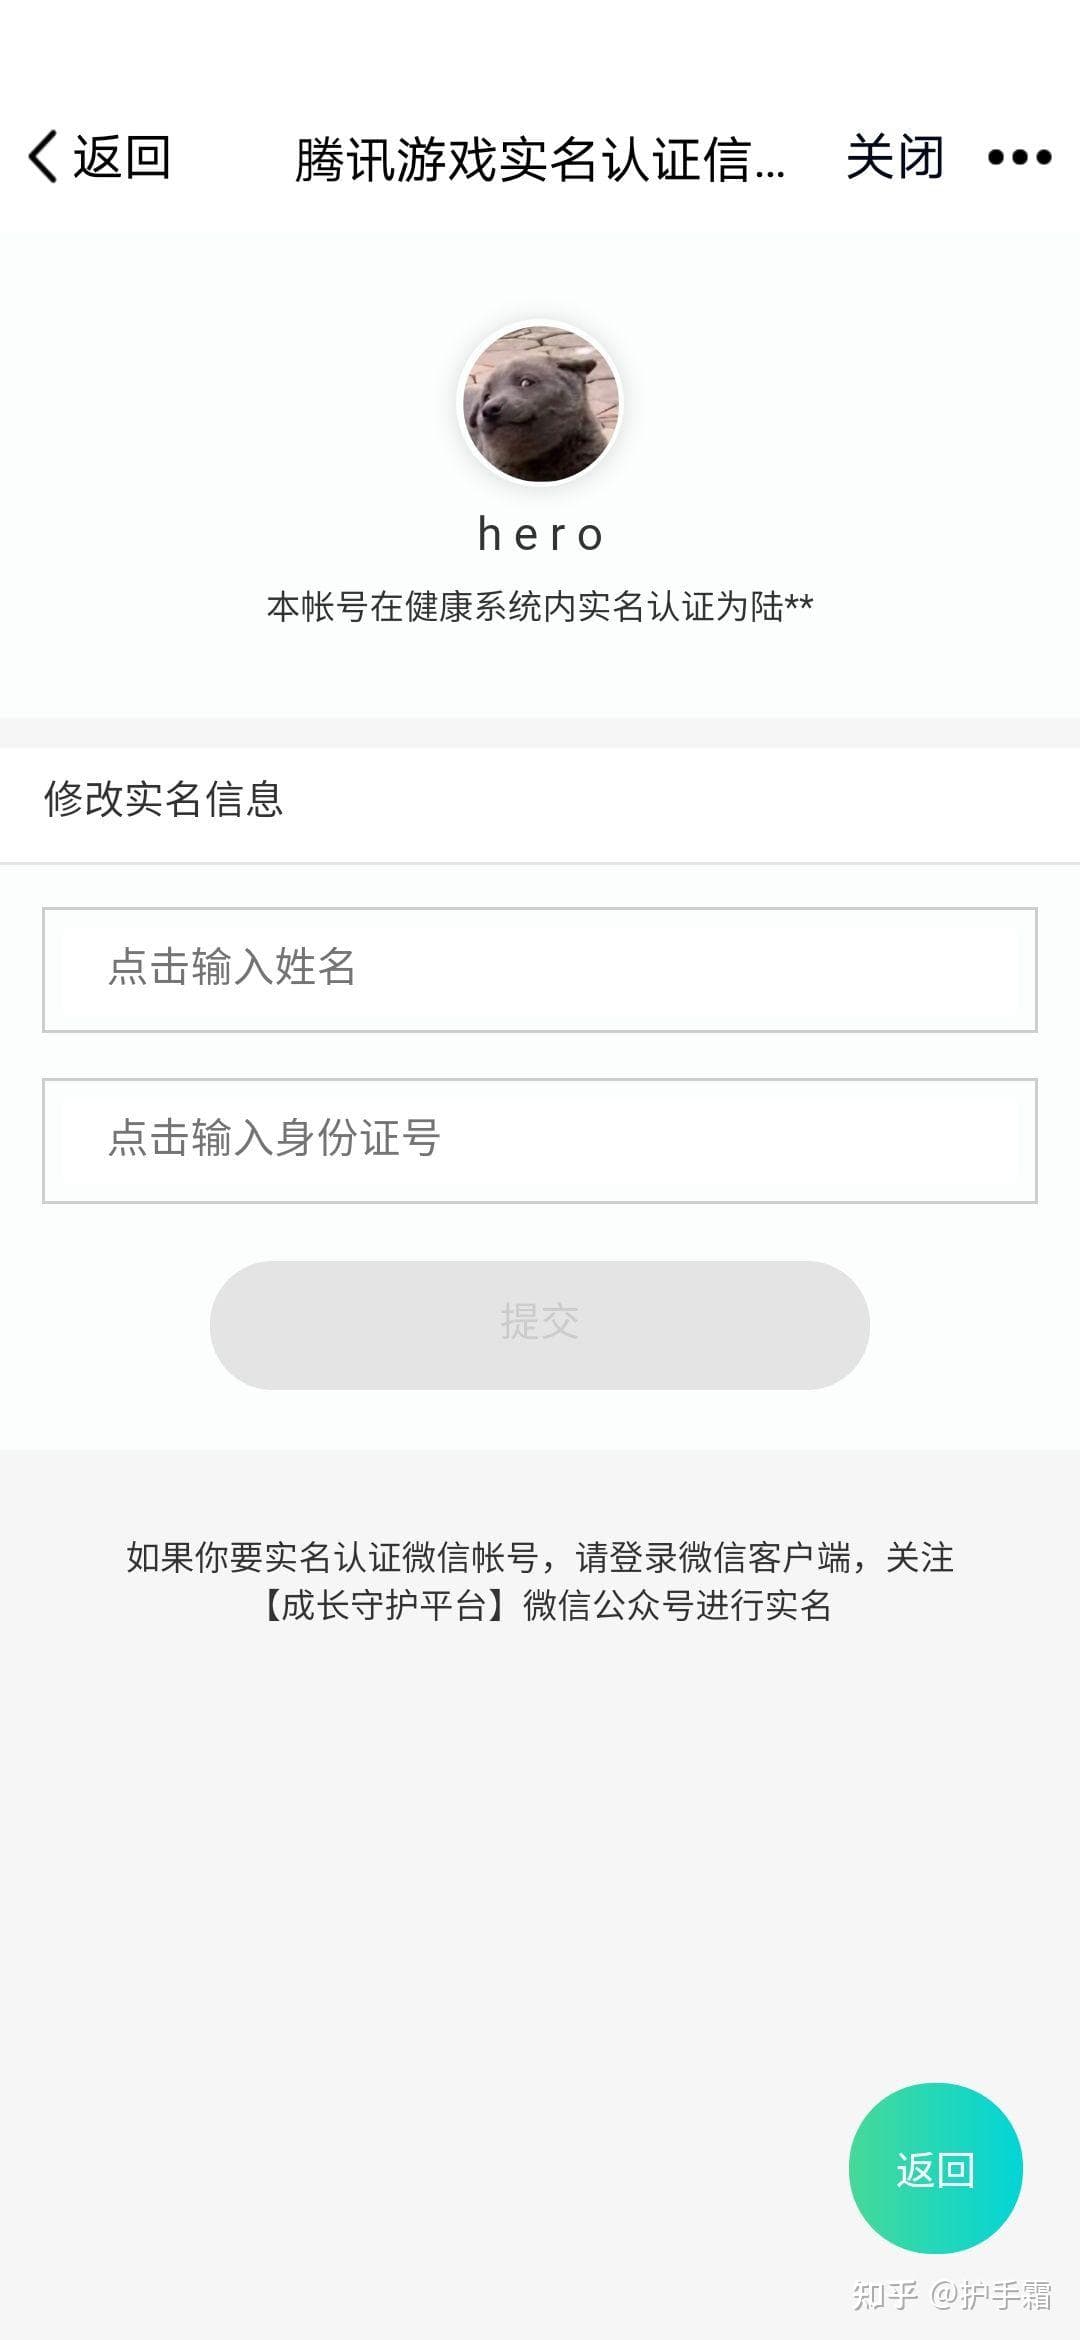 返回 腾讯游戏实名认证信... 关闭
hero
本帐号在健康系统内实名认证为陆**
修改实名信息
点击输入姓名
点击输入身份证号
提交
如果你要实名认证微信帐号，请登录微信客户端，关注
【成长守护平台】微信公众号进行实名
返回
知乎 @护手霜